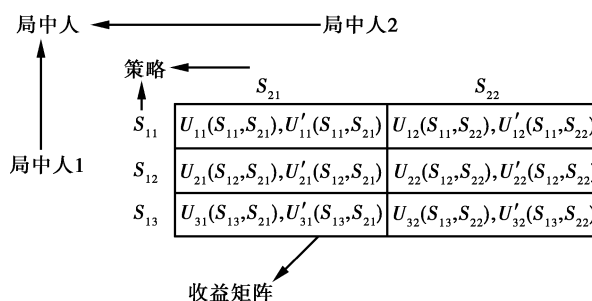 局中人 局中人2
策略
S₂₁ S₂₂
S₁₁ U₁₁(S₁₁,S₂₁),U′₁₁(S₁₁,S₂₁) U₁₂(S₁₁,S₂₂),U′₁₂(S₁₁,S₂₂)
局中人1
S₁₂ U₂₁(S₁₂,S₂₁),U′₂₁(S₁₂,S₂₁) U₂₂(S₁₂,S₂₂),U′₂₂(S₁₂,S₂₂)
S₁₃ U₃₁(S₁₃,S₂₁),U′₃₁(S₁₃,S₂₁) U₃₂(S₁₃,S₂₂),U′₃₂(S₁₃,S₂₂)
收益矩阵